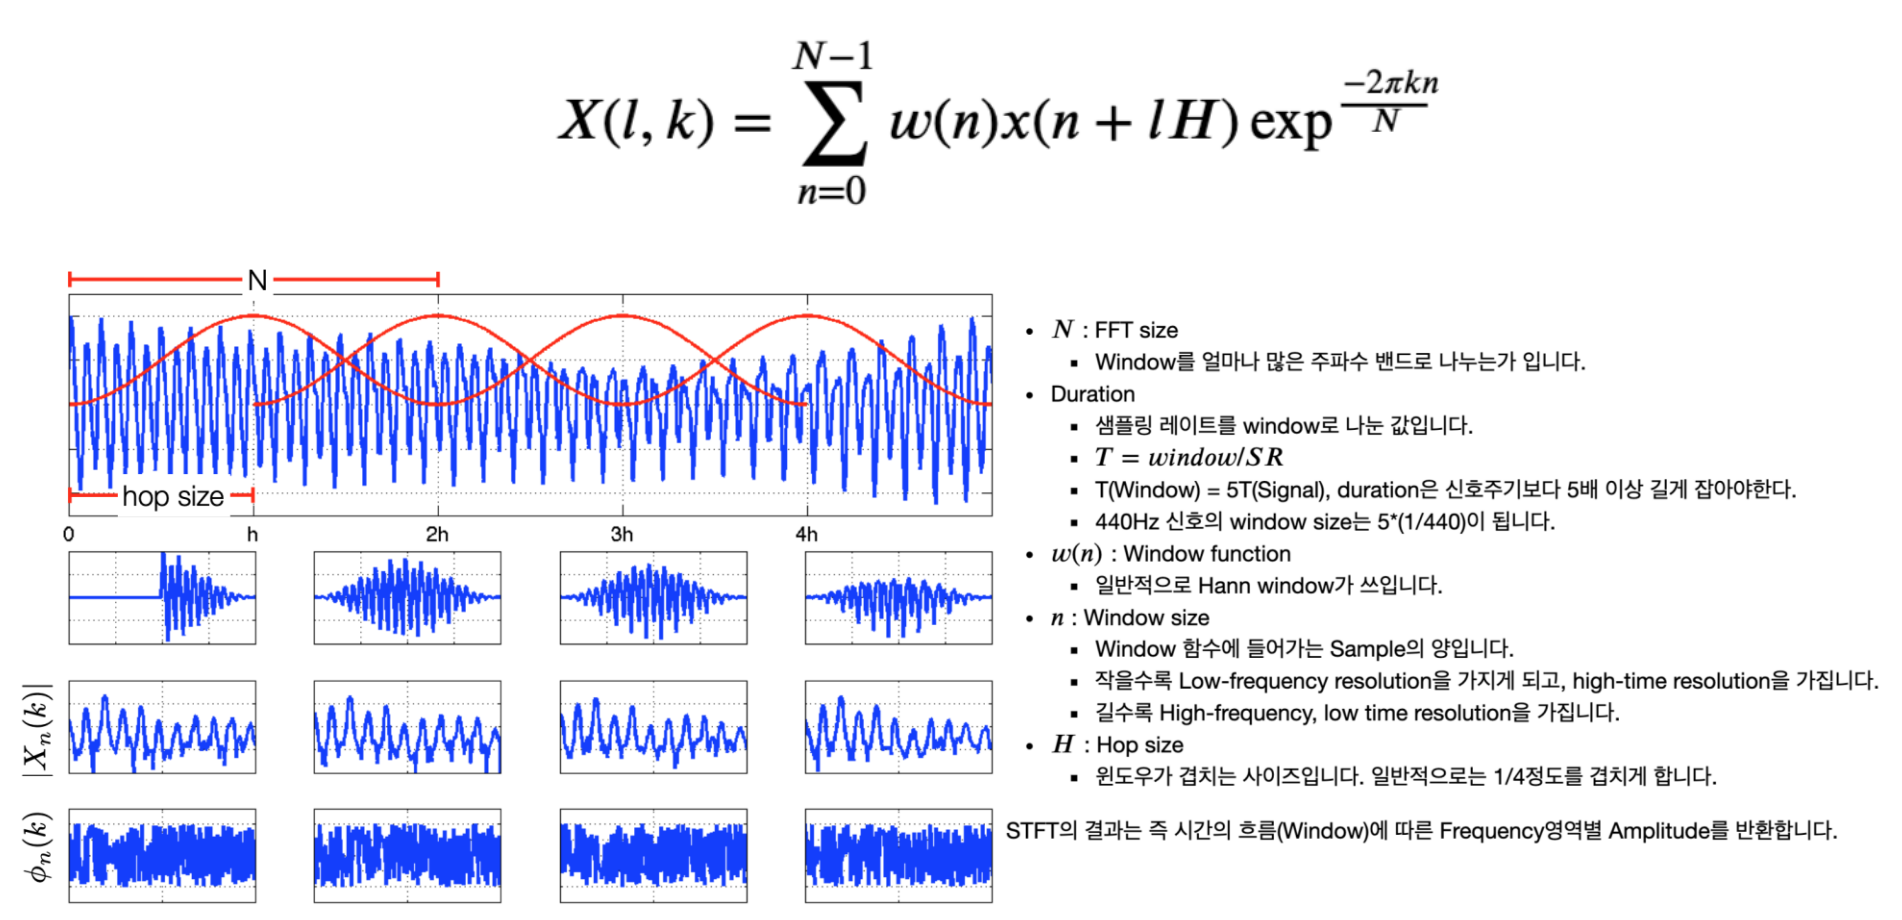 X(l, k) = \sum_{n=0}^{N-1} w(n)x(n + lH) exp^{\frac{-2πkn}{N}}
N
hop size
0 h 2h 3h 4h
|X_n(k)|
ϕ_n(k)
• N : FFT size
▪ Window를 얼마나 많은 주파수 밴드로 나누는가 입니다.
• Duration
▪ 샘플링 레이트를 window로 나눈 값입니다.
▪ T = window/SR
▪ T(Window) = 5T(Signal), duration은 신호주기보다 5배 이상 길게 잡아야한다.
▪ 440Hz 신호의 window size는 5*(1/440)이 됩니다.
• w(n) : Window function
▪ 일반적으로 Hann window가 쓰입니다.
• n : Window size
▪ Window 함수에 들어가는 Sample의 양입니다.
▪ 작을수록 Low-frequency resolution을 가지게 되고, high-time resolution을 가집니다.
▪ 길수록 High-frequency, low time resolution을 가집니다.
• H : Hop size
▪ 윈도우가 겹치는 사이즈입니다. 일반적으로는 1/4정도를 겹치게 합니다.
STFT의 결과는 즉 시간의 흐름(Window)에 따른 Frequency영역별 Amplitude를 반환합니다.